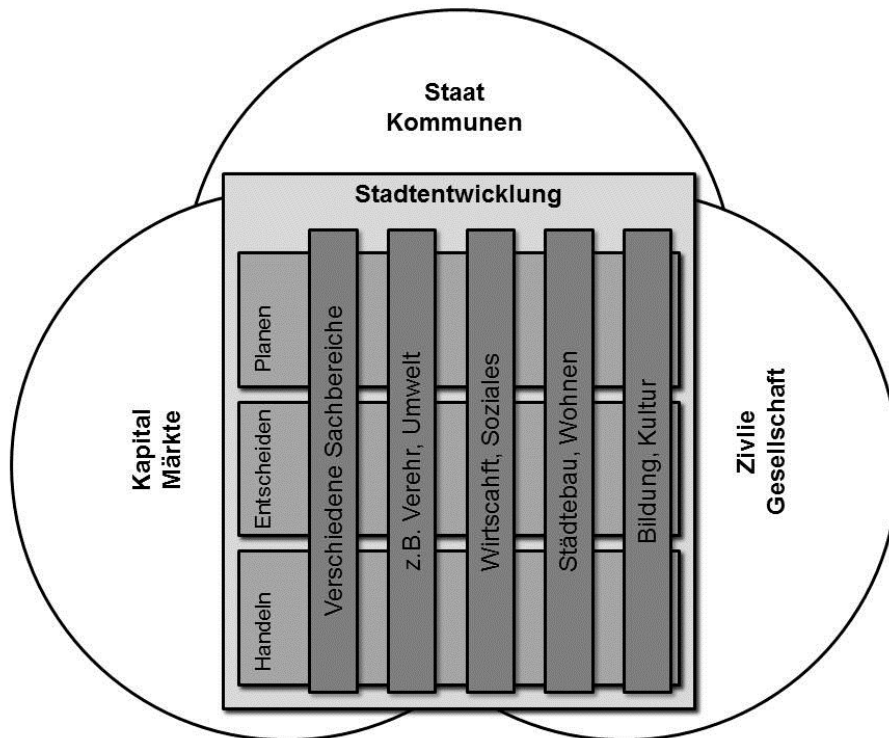 Staat
Kommunen
Stadtentwicklung
Kapital
Märkte
Planen
Entscheiden
Handeln
Verschiedene Sachbereiche
z.B. Verehr, Umwelt
Wirtscahft, Soziales
Städtebau, Wohnen
Bildung, Kultur
Zivlie
Gesellschaft